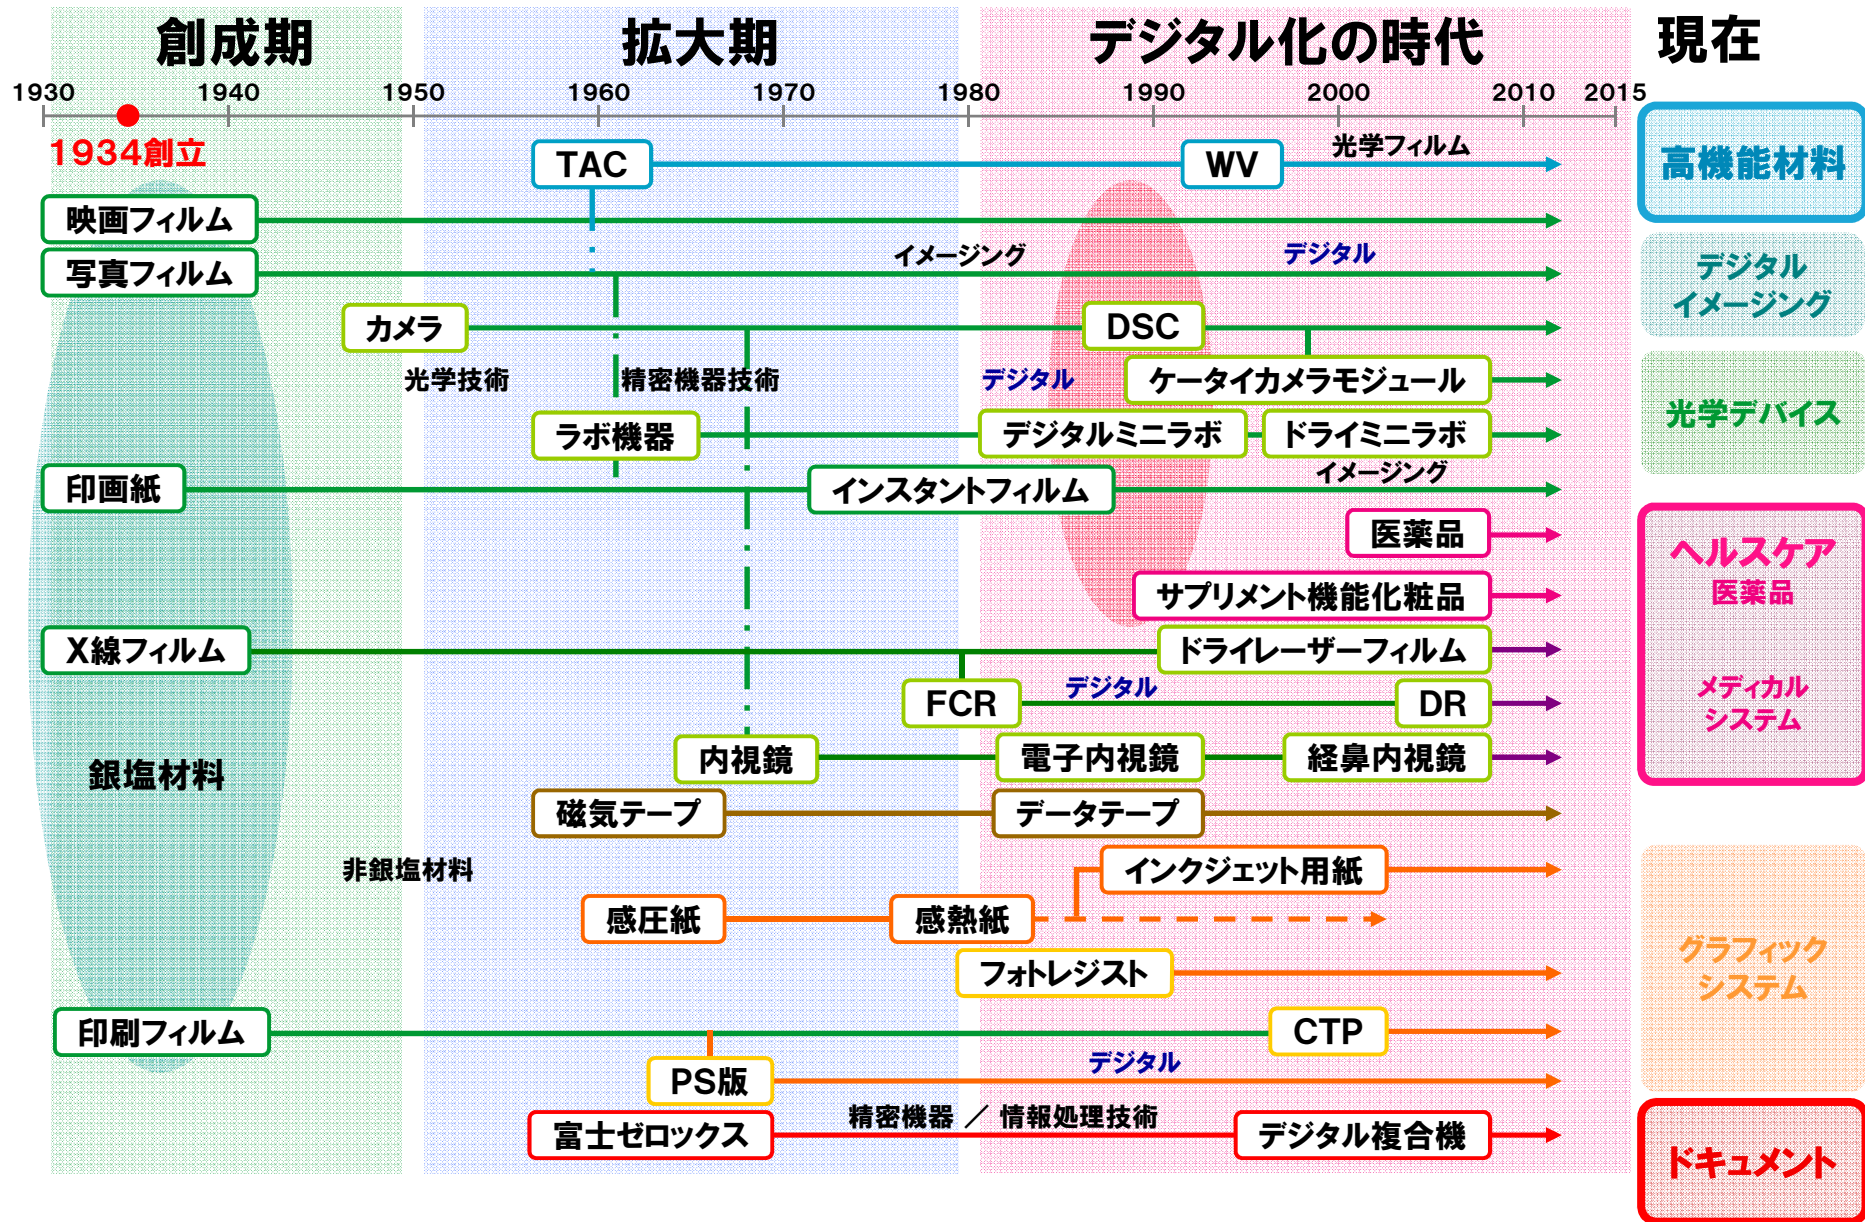 創成期
拡大期
デジタル化の時代
現在
1930
1940
1950
1960
1970
1980
1990
2000
2010
2015
1934創立
TAC
WV
光学フィルム
高機能材料
映画フィルム
写真フィルム
イメージング
デジタル
デジタル
イメージング
カメラ
DSC
光学技術
精密機器技術
デジタル
ケータイカメラモジュール
光学デバイス
ラボ機器
デジタルミニラボ
ドライミニラボ
印画紙
インスタントフィルム
イメージング
医薬品
ヘルスケア
医薬品
サプリメント機能化粧品
X線フィルム
ドライレーザーフィルム
メディカル
システム
FCR
デジタル
DR
内視鏡
電子内視鏡
経鼻内視鏡
銀塩材料
磁気テープ
データテープ
非銀塩材料
インクジェット用紙
感圧紙
感熱紙
フォトレジスト
グラフィック
システム
印刷フィルム
CTP
PS版
デジタル
富士ゼロックス
精密機器 ／ 情報処理技術
デジタル複合機
ドキュメント